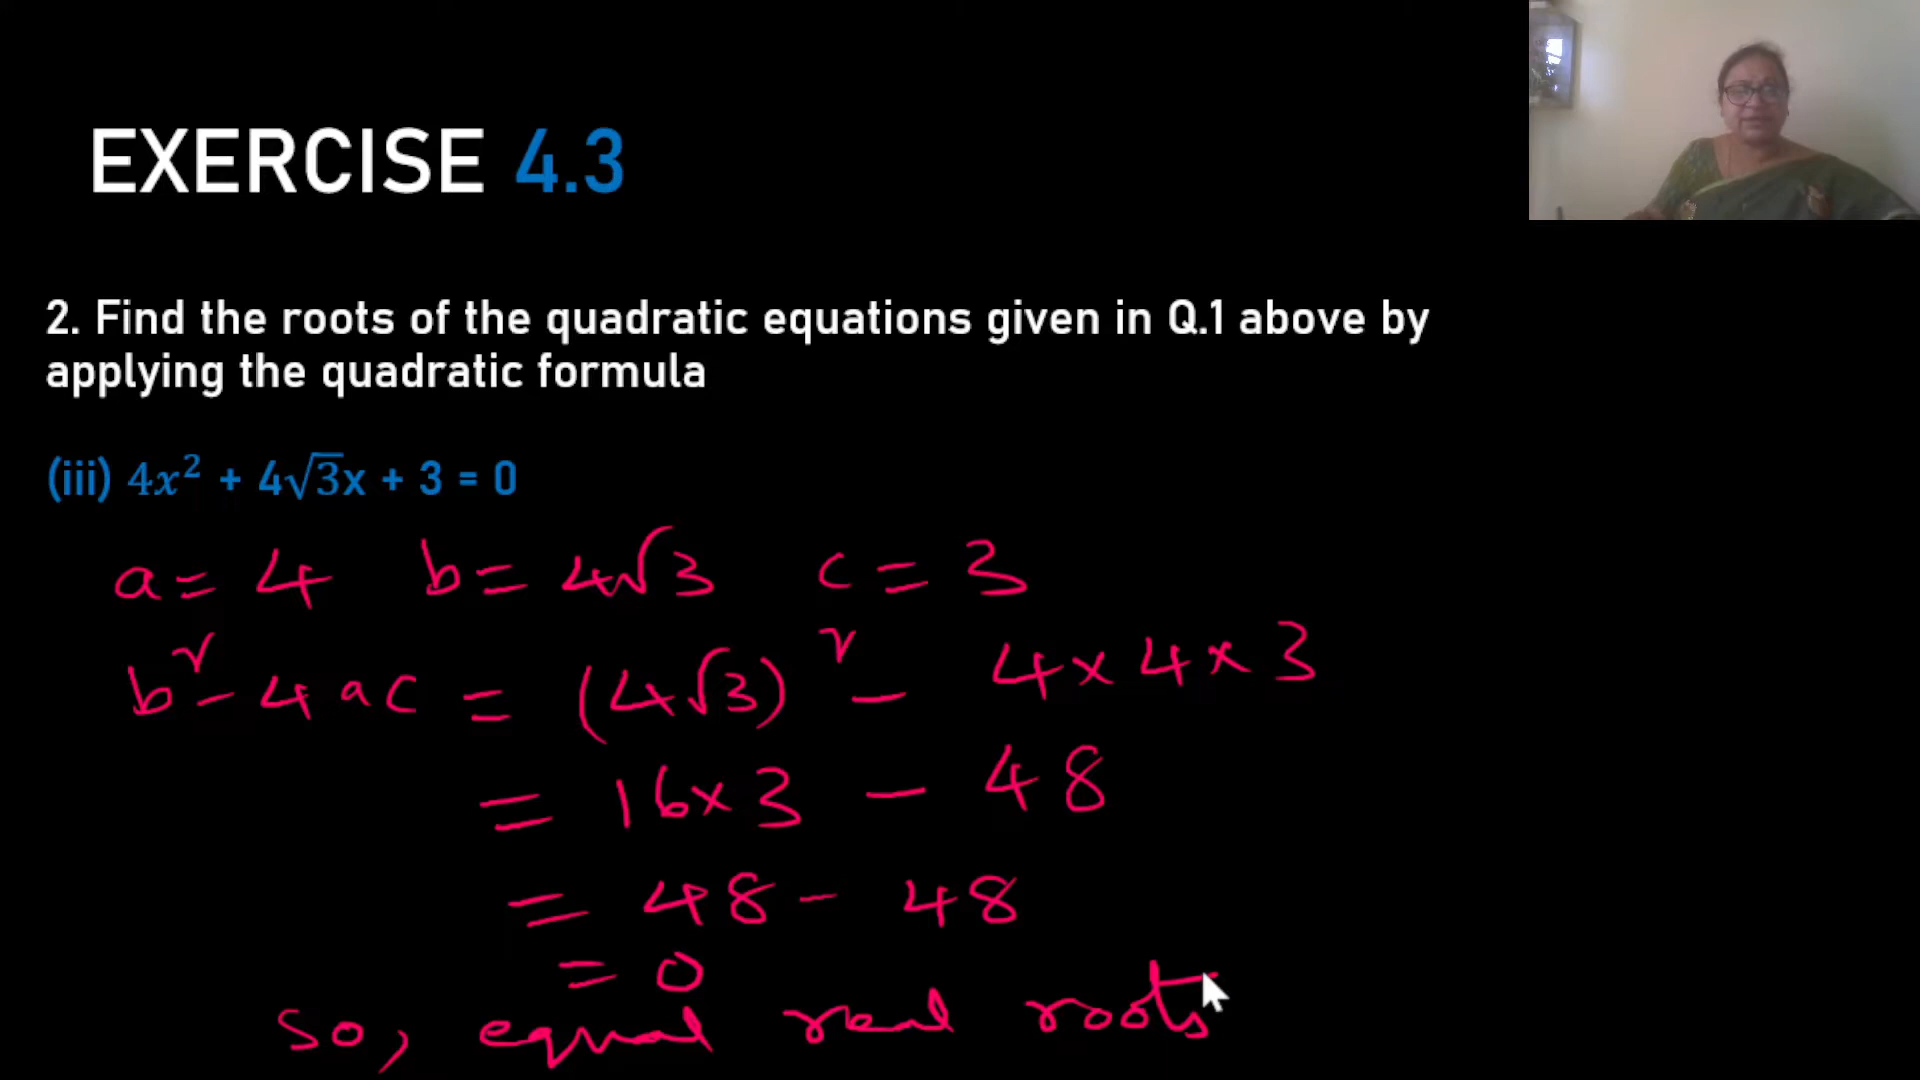 EXERCISE 4.3
2. Find the roots of the quadratic equations given in Q.1 above by
applying the quadratic formula
(iii) 4x² + 4√3x + 3 = 0
a = 4 b = 4√3 c = 3
b² - 4ac = (4√3)² - 4×4×3
= 16×3 - 48
= 48 - 48
= 0
so, equal real roots